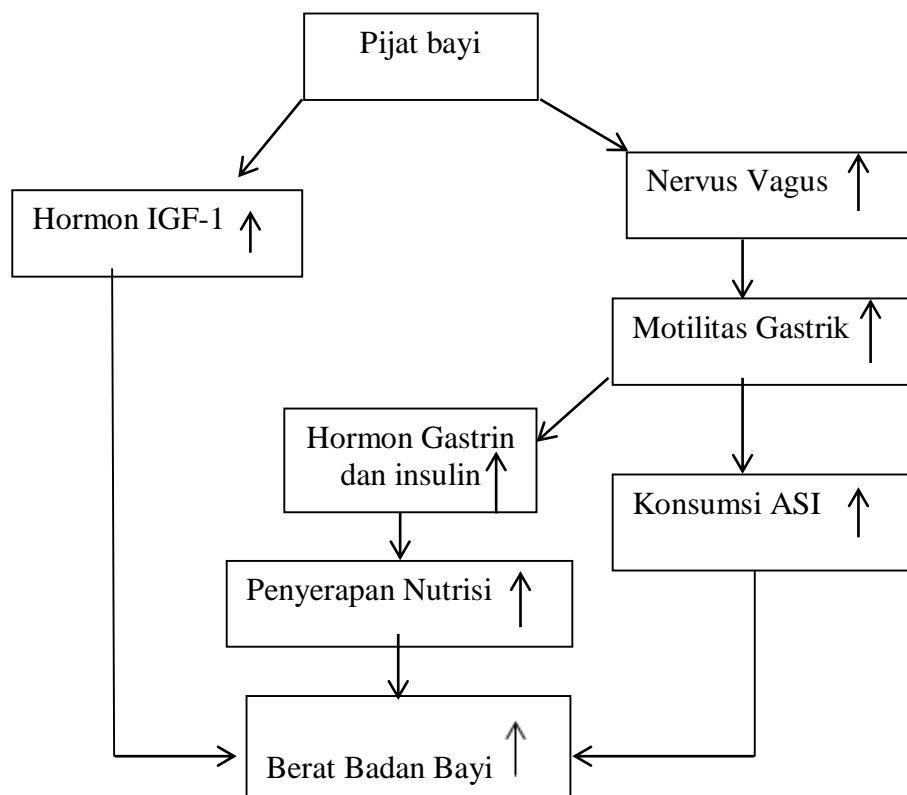 Pijat bayi
Nervus Vagus
Hormon IGF-1
Motilitas Gastrik
Hormon Gastrin
dan insulin
Konsumsi ASI
Penyerapan Nutrisi
Berat Badan Bayi